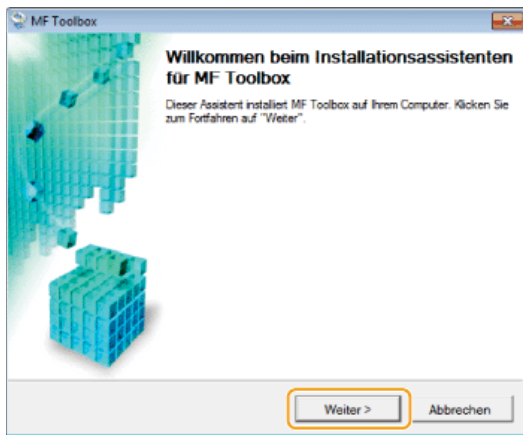 MF Toolbox
Willkommen beim Installationsassistenten
für MF Toolbox
Dieser Assistent installiert MF Toolbox auf Ihrem Computer. Klicken Sie
zum Fortfahren auf "Weiter".
Weiter >
Abbrechen